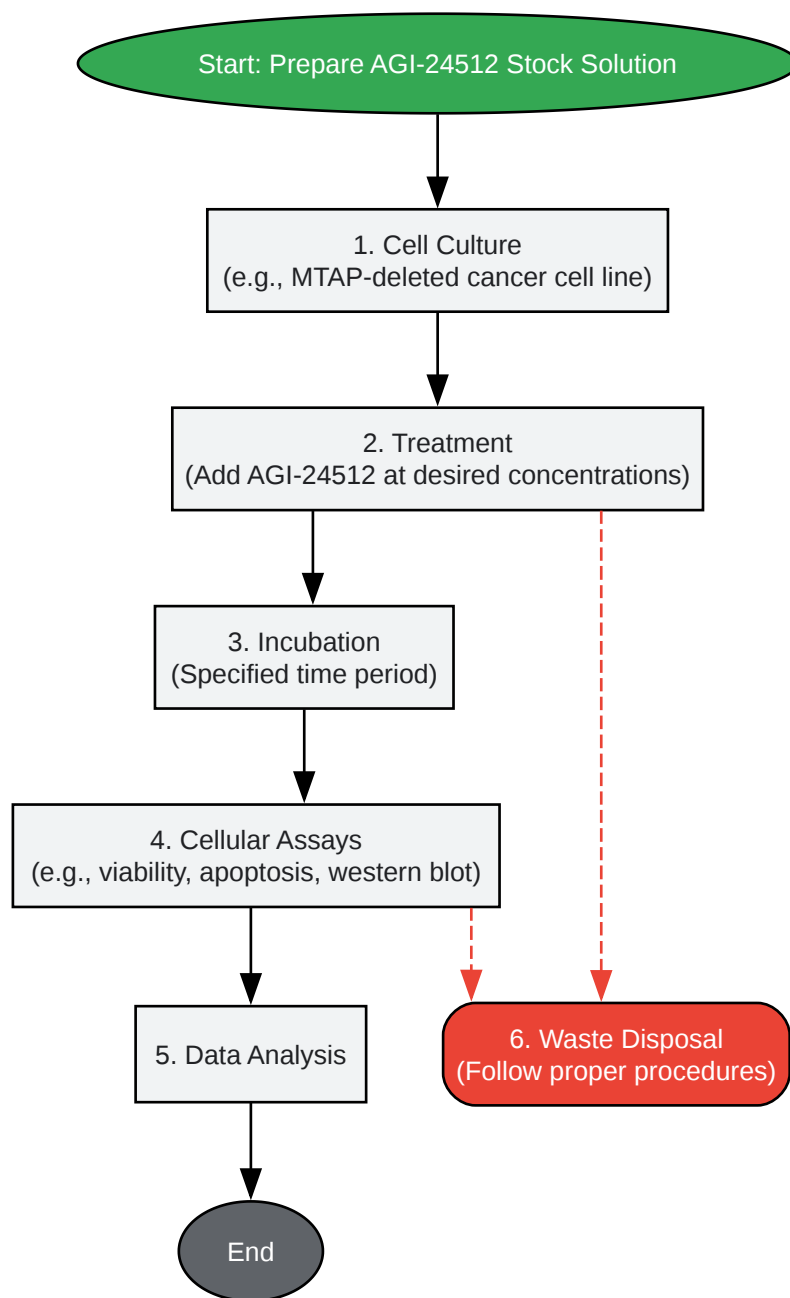 Start: Prepare AGI-24512 Stock Solution
1. Cell Culture
(e.g., MTAP-deleted cancer cell line)
2. Treatment
(Add AGI-24512 at desired concentrations)
3. Incubation
(Specified time period)
4. Cellular Assays
(e.g., viability, apoptosis, western blot)
5. Data Analysis
6. Waste Disposal
(Follow proper procedures)
End